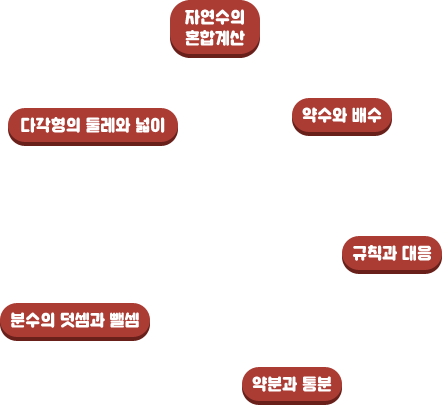 자연수의
혼합계산
다각형의 둘레와 넓이
약수와 배수
규칙과 대응
분수의 덧셈과 뺄셈
약분과 통분